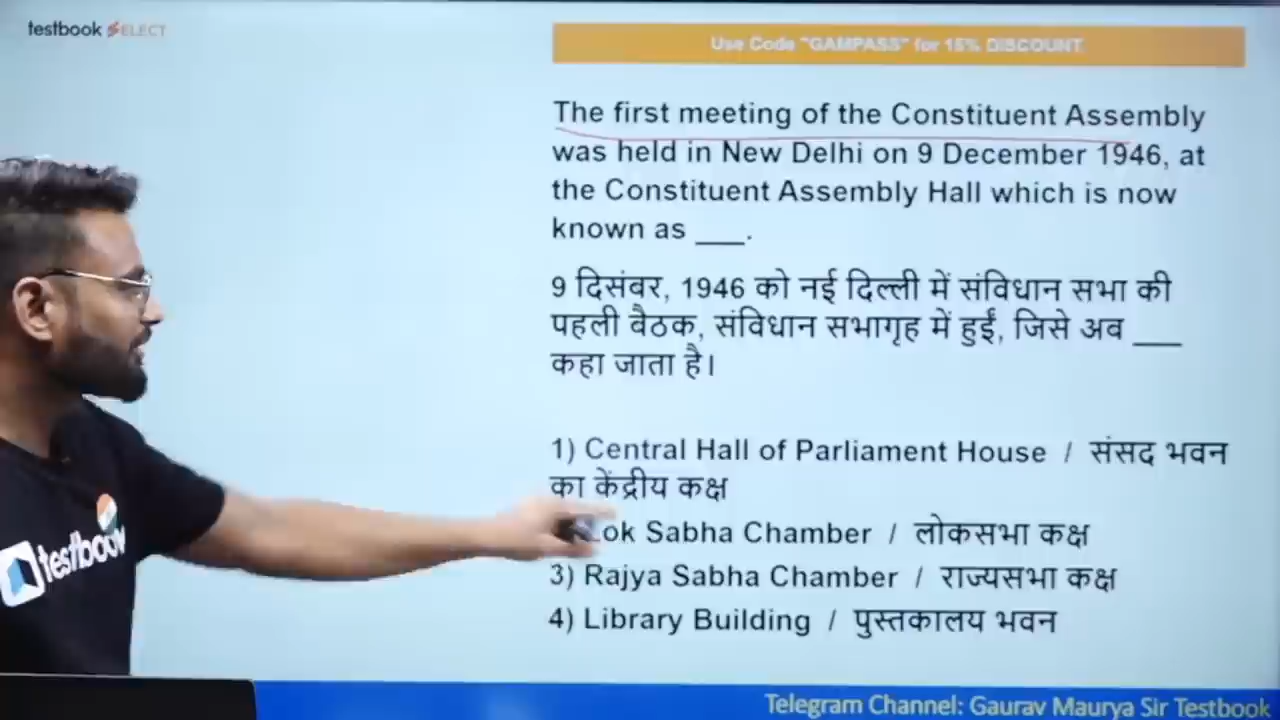 testbook SELECT
Use Code "GAMPASS" for 15% DISCOUNT
The first meeting of the Constituent Assembly
was held in New Delhi on 9 December 1946, at
the Constituent Assembly Hall which is now
known as ___.
9 दिसंबर, 1946 को नई दिल्ली में संविधान सभा की
पहली बैठक, संविधान सभागृह में हुईं, जिसे अब ___
कहा जाता है।
1) Central Hall of Parliament House / संसद भवन
का केंद्रीय कक्ष
Lok Sabha Chamber / लोकसभा कक्ष
3) Rajya Sabha Chamber / राज्यसभा कक्ष
4) Library Building / पुस्तकालय भवन
testbook
Telegram Channel: Gaurav Maurya Sir Testbook